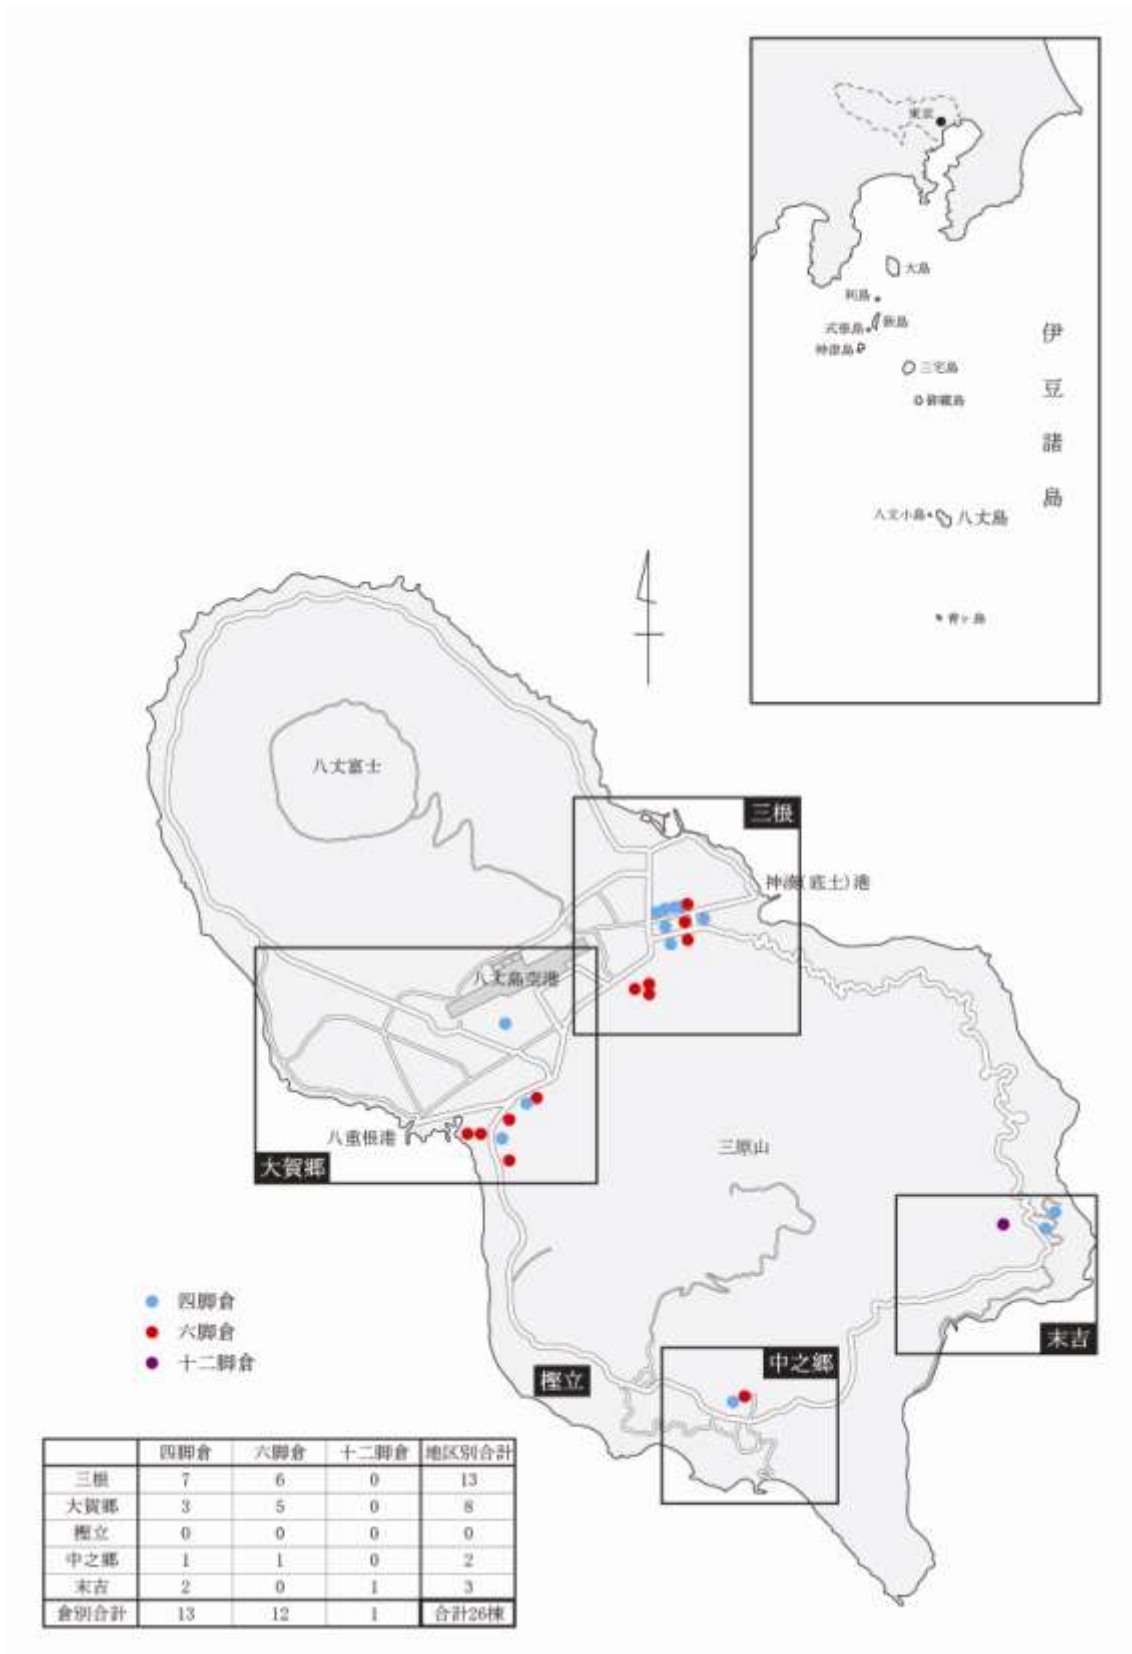 東京
大島
利島
新島
式根島
神津島
三宅島
御蔵島
伊豆諸島
八丈小島
八丈島
青ヶ島
八丈富士
三根
神湊(底土)港
八丈島空港
八重根港
大賀郷
三原山
末吉
中之郷
樫立
四脚倉
六脚倉
十二脚倉
四脚倉 六脚倉 十二脚倉 地区別合計
三根 7 6 0 13
大賀郷 3 5 0 8
樫立 0 0 0 0
中之郷 1 1 0 2
末吉 2 0 1 3
倉別合計 13 12 1 合計26棟